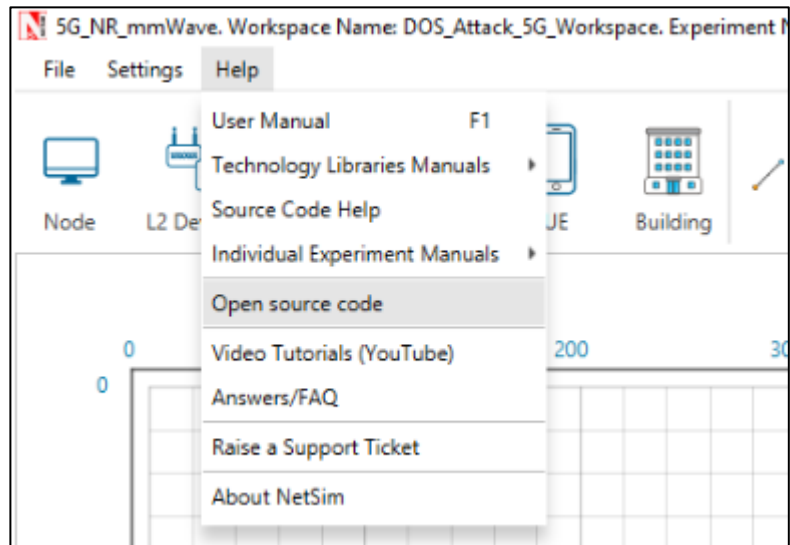 5G_NR_mmWave. Workspace Name: DOS_Attack_5G_Workspace. Experiment
File Settings Help
User Manual F1
Technology Libraries Manuals
Source Code Help
Individual Experiment Manuals
Open source code
Video Tutorials (YouTube)
Answers/FAQ
Raise a Support Ticket
About NetSim
Node L2 De UE Building
0 200 30
0